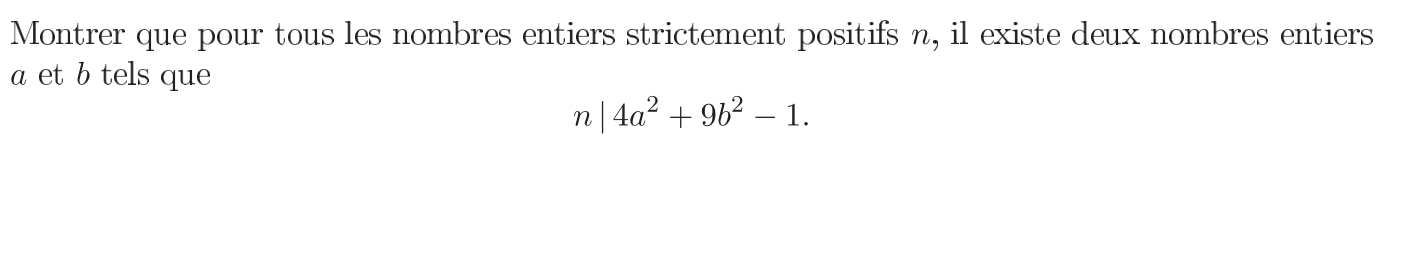 Montrer que pour tous les nombres entiers strictement positifs n, il existe deux nombres entiers
a et b tels que
n | 4a² + 9b² − 1.